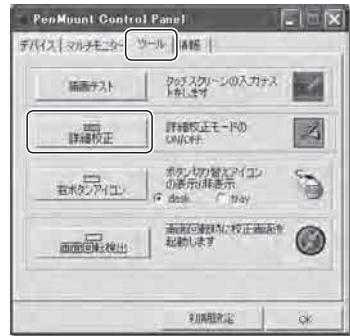 PenMount Control Panel
デバイス マルチモニター ツール 情報
描画テスト
タッチスクリーンの入力テストをします
詳細校正
詳細校正モードの
ON/OFF
右ボタンアイコン
ボタン切り替えアイコン
の表示/非表示
desk tray
画面回転検出
画面回転時に校正画面を
起動します
初期設定 OK